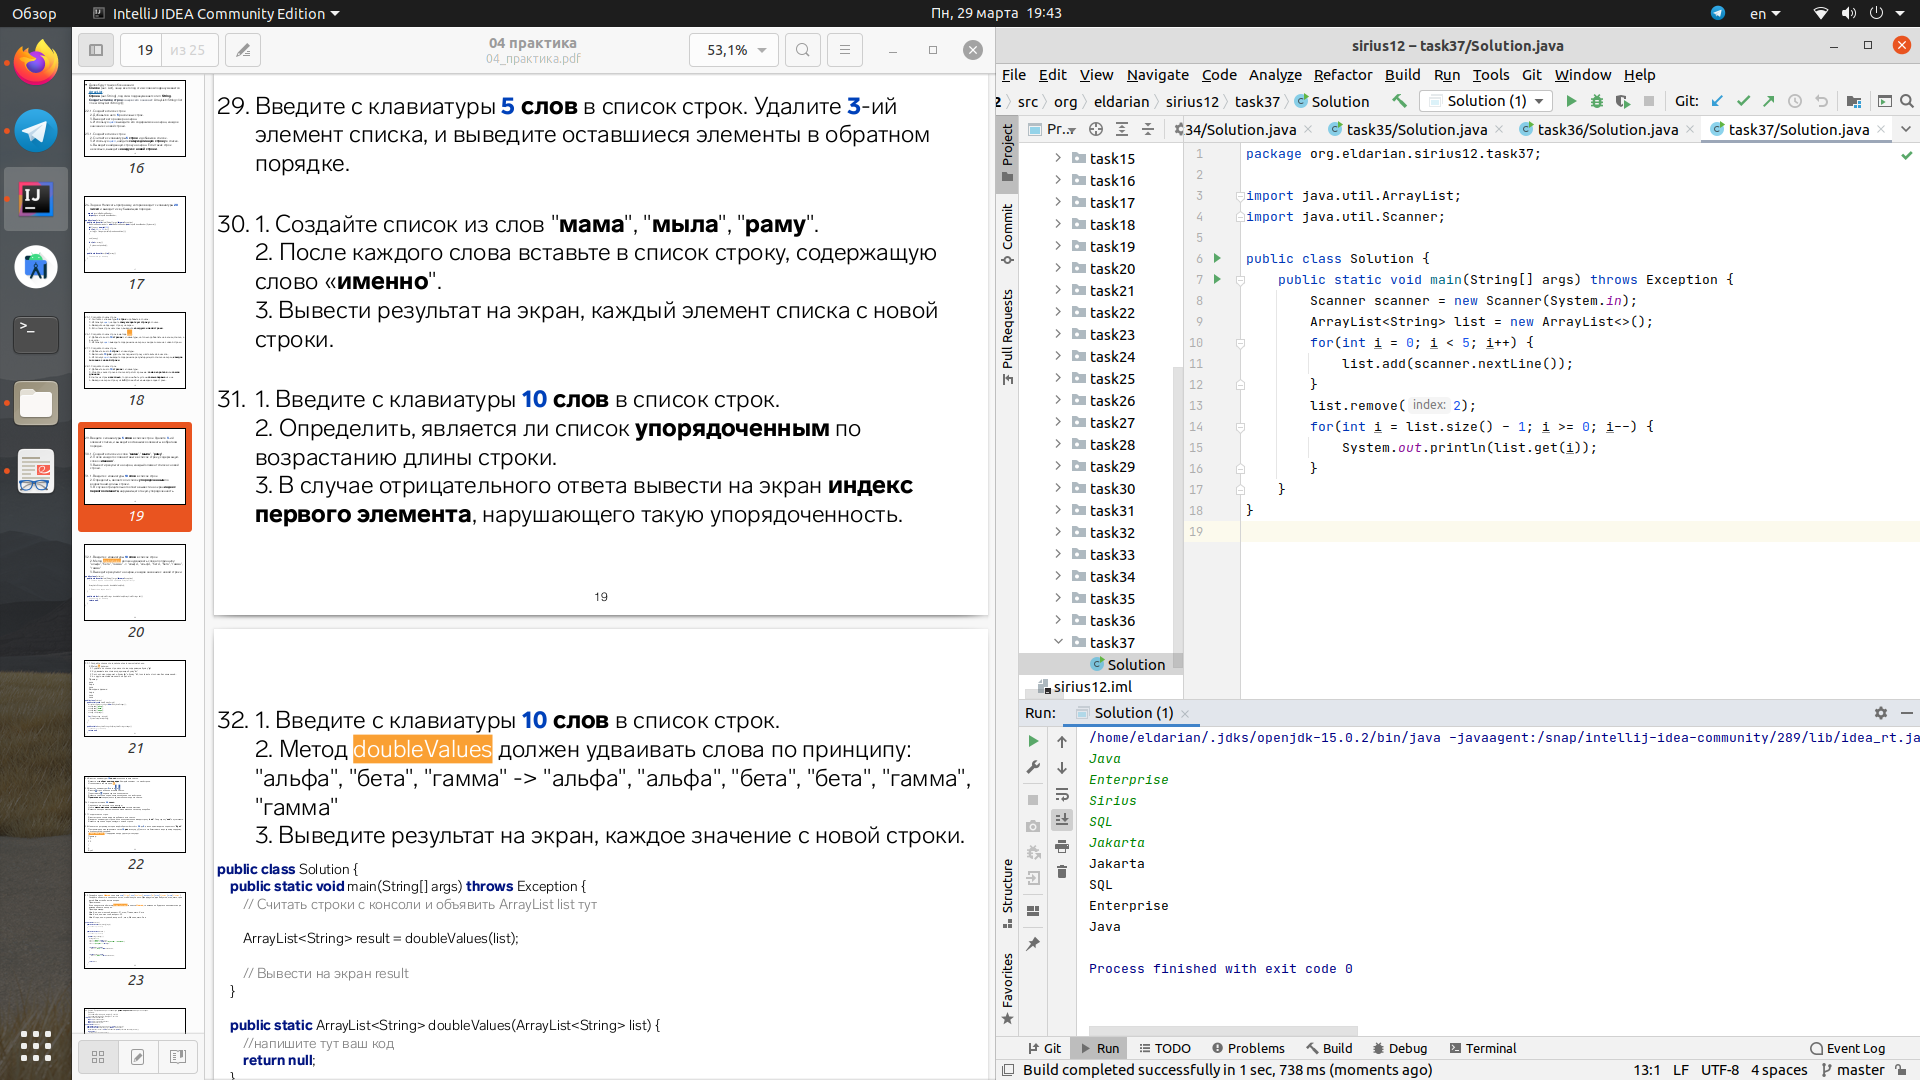 Обзор
IntelliJ IDEA Community Edition
Пн, 29 марта 19:43
en
19
из 25
04 практика
04_практика.pdf
53,1%
16
17
18
19
20
21
22
23
29. Введите с клавиатуры 5 слов в список строк. Удалите 3-ий
элемент списка, и выведите оставшиеся элементы в обратном
порядке.
30. 1. Создайте список из слов "мама", "мыла", "раму".
2. После каждого слова вставьте в список строку, содержащую
слово «именно".
3. Вывести результат на экран, каждый элемент списка с новой
строки.
31. 1. Введите с клавиатуры 10 слов в список строк.
2. Определить, является ли список упорядоченным по
возрастанию длины строки.
3. В случае отрицательного ответа вывести на экран индекс
первого элемента, нарушающего такую упорядоченность.
19
32. 1. Введите с клавиатуры 10 слов в список строк.
2. Метод doubleValues должен удваивать слова по принципу:
"альфа", "бета", "гамма" -> "альфа", "альфа", "бета", "бета", "гамма",
"гамма"
3. Выведите результат на экран, каждое значение с новой строки.
public class Solution {
public static void main(String[] args) throws Exception {
// Считать строки с консоли и объявить ArrayList list тут
ArrayList<String> result = doubleValues(list);
// Вывести на экран result
}
public static ArrayList<String> doubleValues(ArrayList<String> list) {
//напишите тут ваш код
return null;
}
sirius12 – task37/Solution.java
File Edit View Navigate Code Analyze Refactor Build Run Tools Git Window Help
2 〉 src 〉 org 〉 eldarian 〉 sirius12 〉 task37 〉 Solution
Solution (1)
Git:
Pr...
34/Solution.java
task35/Solution.java
task36/Solution.java
task37/Solution.java
Project
Commit
Pull Requests
Structure
Favorites
task15
task16
task17
task18
task19
task20
task21
task22
task23
task24
task25
task26
task27
task28
task29
task30
task31
task32
task33
task34
task35
task36
task37
Solution
sirius12.iml
1 package org.eldarian.sirius12.task37;
2
3 import java.util.ArrayList;
4 import java.util.Scanner;
5
6 public class Solution {
7 public static void main(String[] args) throws Exception {
8 Scanner scanner = new Scanner(System.in);
9 ArrayList<String> list = new ArrayList<>();
10 for(int i = 0; i < 5; i++) {
11 list.add(scanner.nextLine());
12 }
13 list.remove( index: 2);
14 for(int i = list.size() - 1; i >= 0; i--) {
15 System.out.println(list.get(i));
16 }
17 }
18 }
19
Run: Solution (1)
/home/eldarian/.jdks/openjdk-15.0.2/bin/java -javaagent:/snap/intellij-idea-community/289/lib/idea_rt.ja
Java
Enterprise
Sirius
SQL
Jakarta
Jakarta
SQL
Enterprise
Java
Process finished with exit code 0
Git Run TODO Problems Build Debug Terminal Event Log
Build completed successfully in 1 sec, 738 ms (moments ago)
13:1 LF UTF-8 4 spaces master